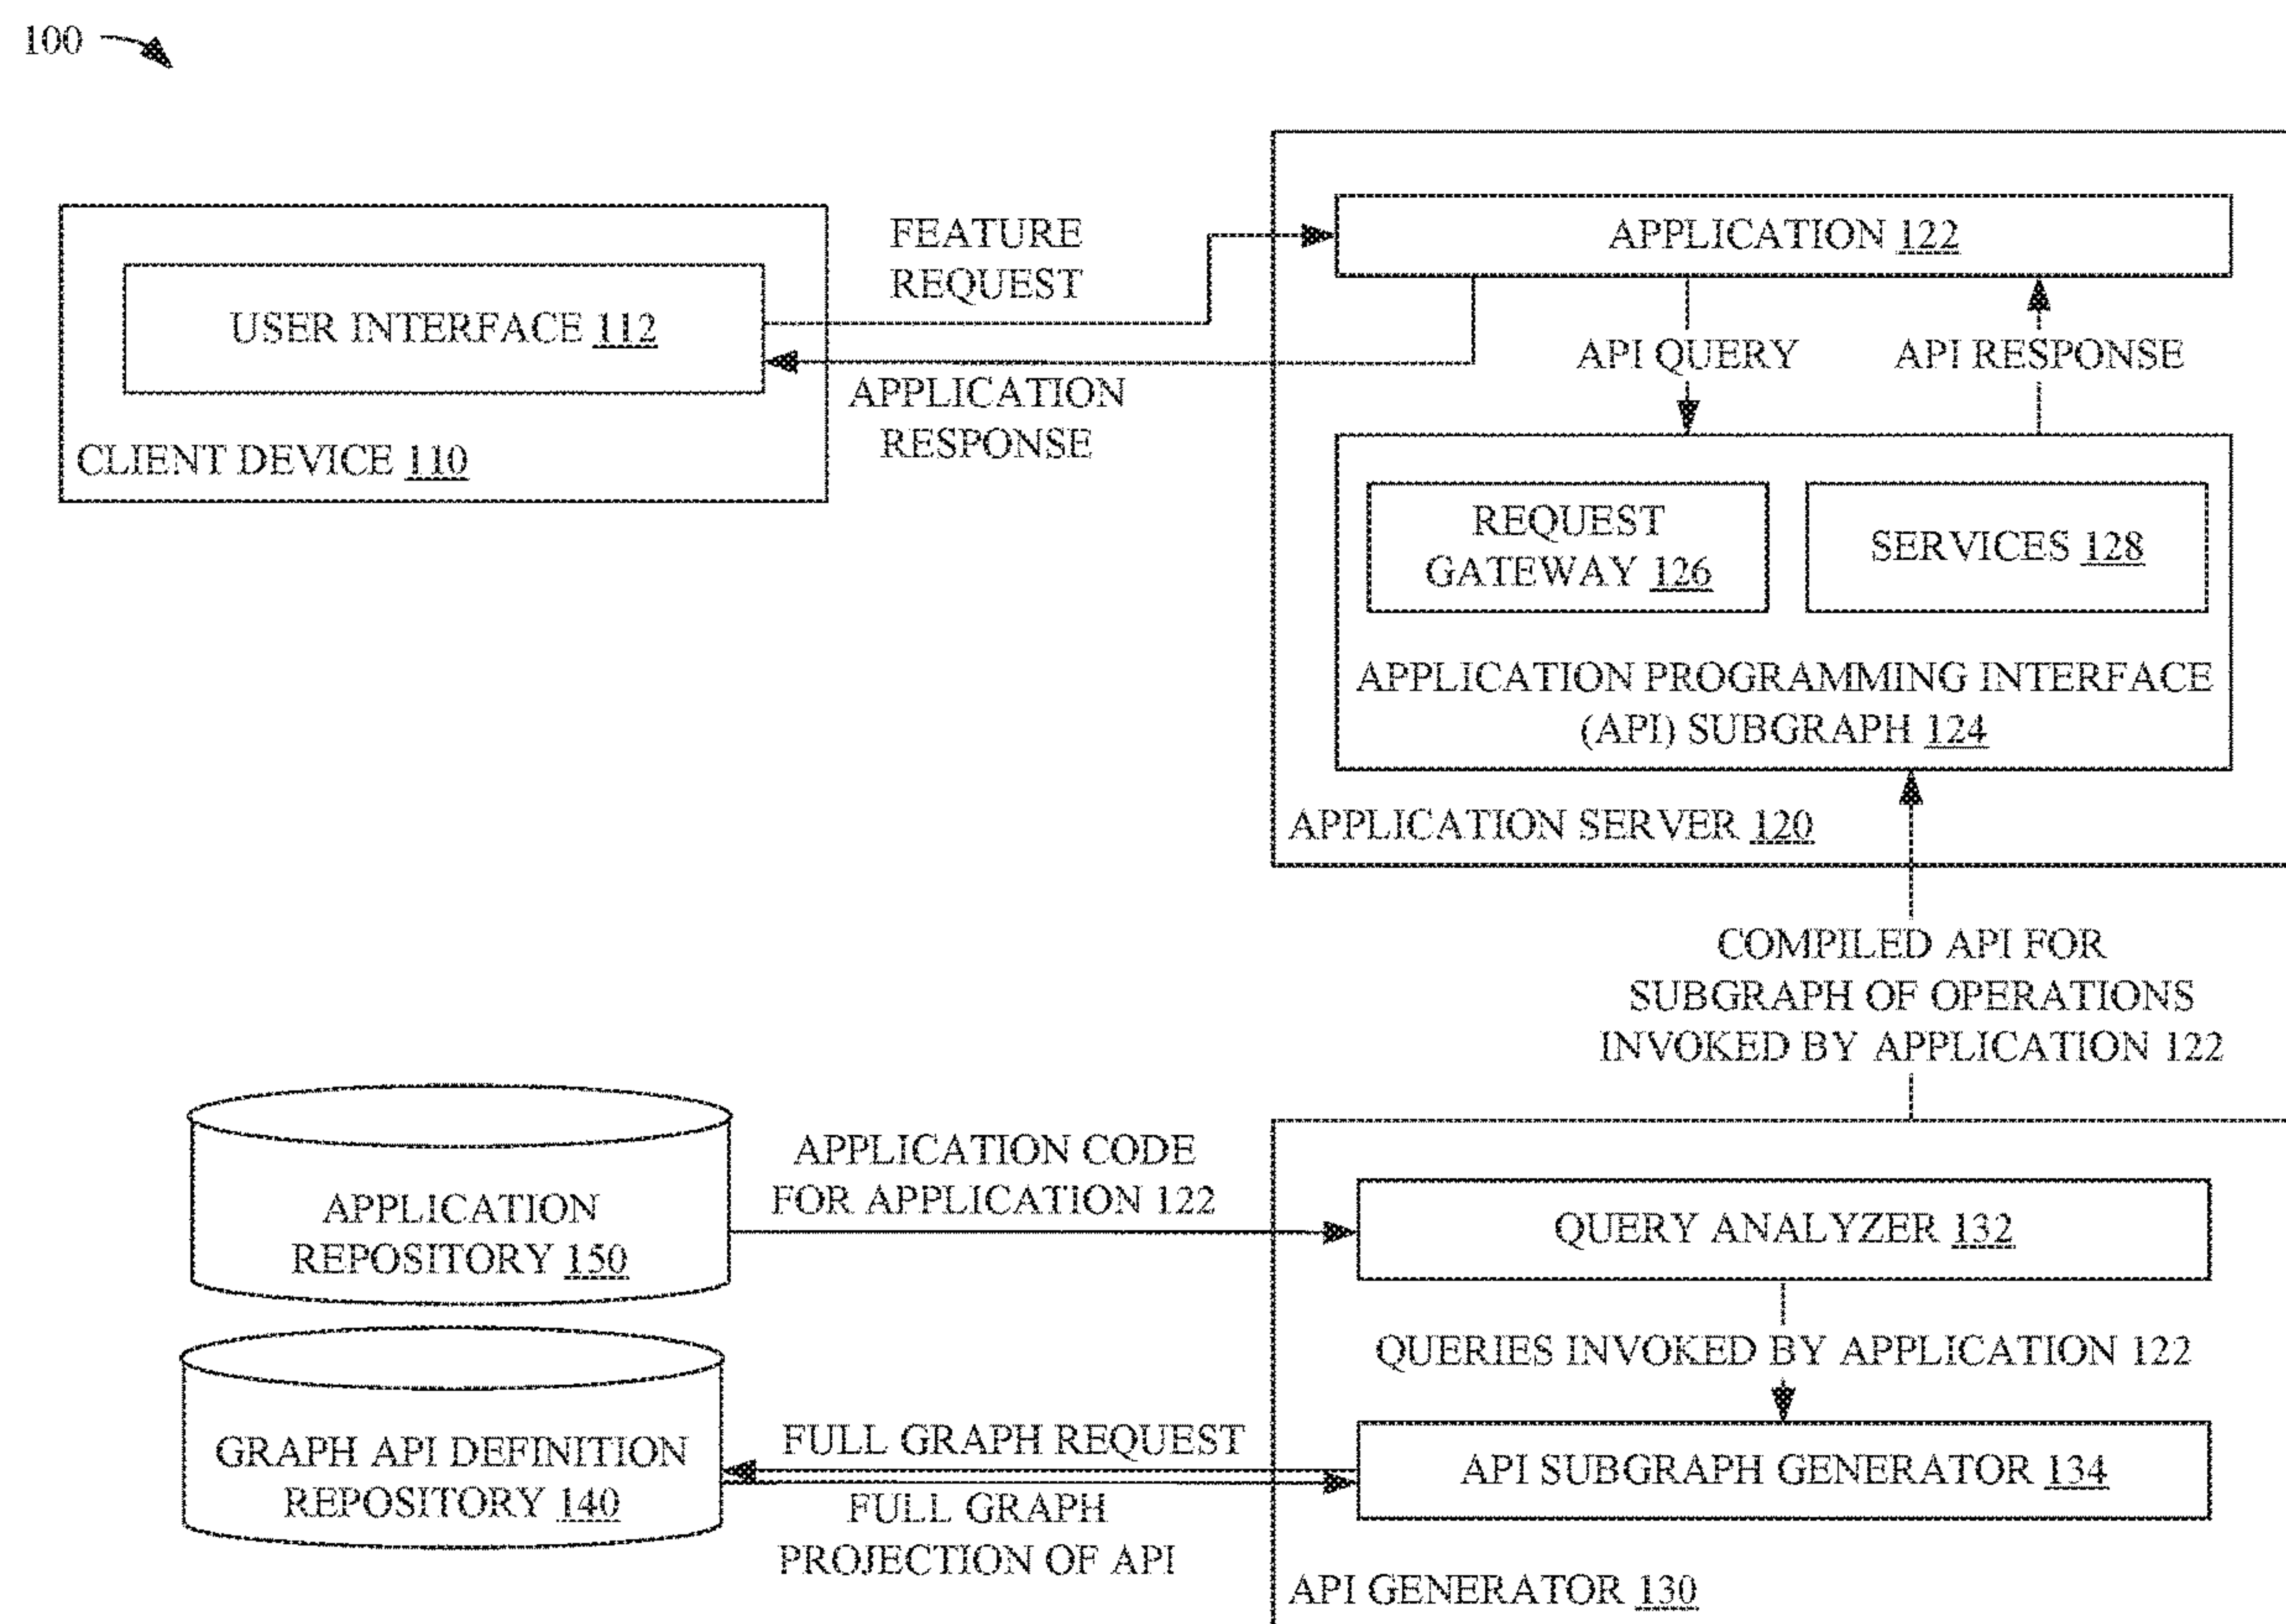 100
FEATURE
REQUEST
USER INTERFACE 112
APPLICATION
RESPONSE
CLIENT DEVICE 110
APPLICATION 122
API QUERY
API RESPONSE
REQUEST
GATEWAY 126
SERVICES 128
APPLICATION PROGRAMMING INTERFACE
(API) SUBGRAPH 124
APPLICATION SERVER 120
COMPILED API FOR
SUBGRAPH OF OPERATIONS
INVOKED BY APPLICATION 122
APPLICATION
REPOSITORY 150
APPLICATION CODE
FOR APPLICATION 122
QUERY ANALYZER 132
QUERIES INVOKED BY APPLICATION 122
GRAPH API DEFINITION
REPOSITORY 140
FULL GRAPH REQUEST
FULL GRAPH
PROJECTION OF API
API SUBGRAPH GENERATOR 134
API GENERATOR 130